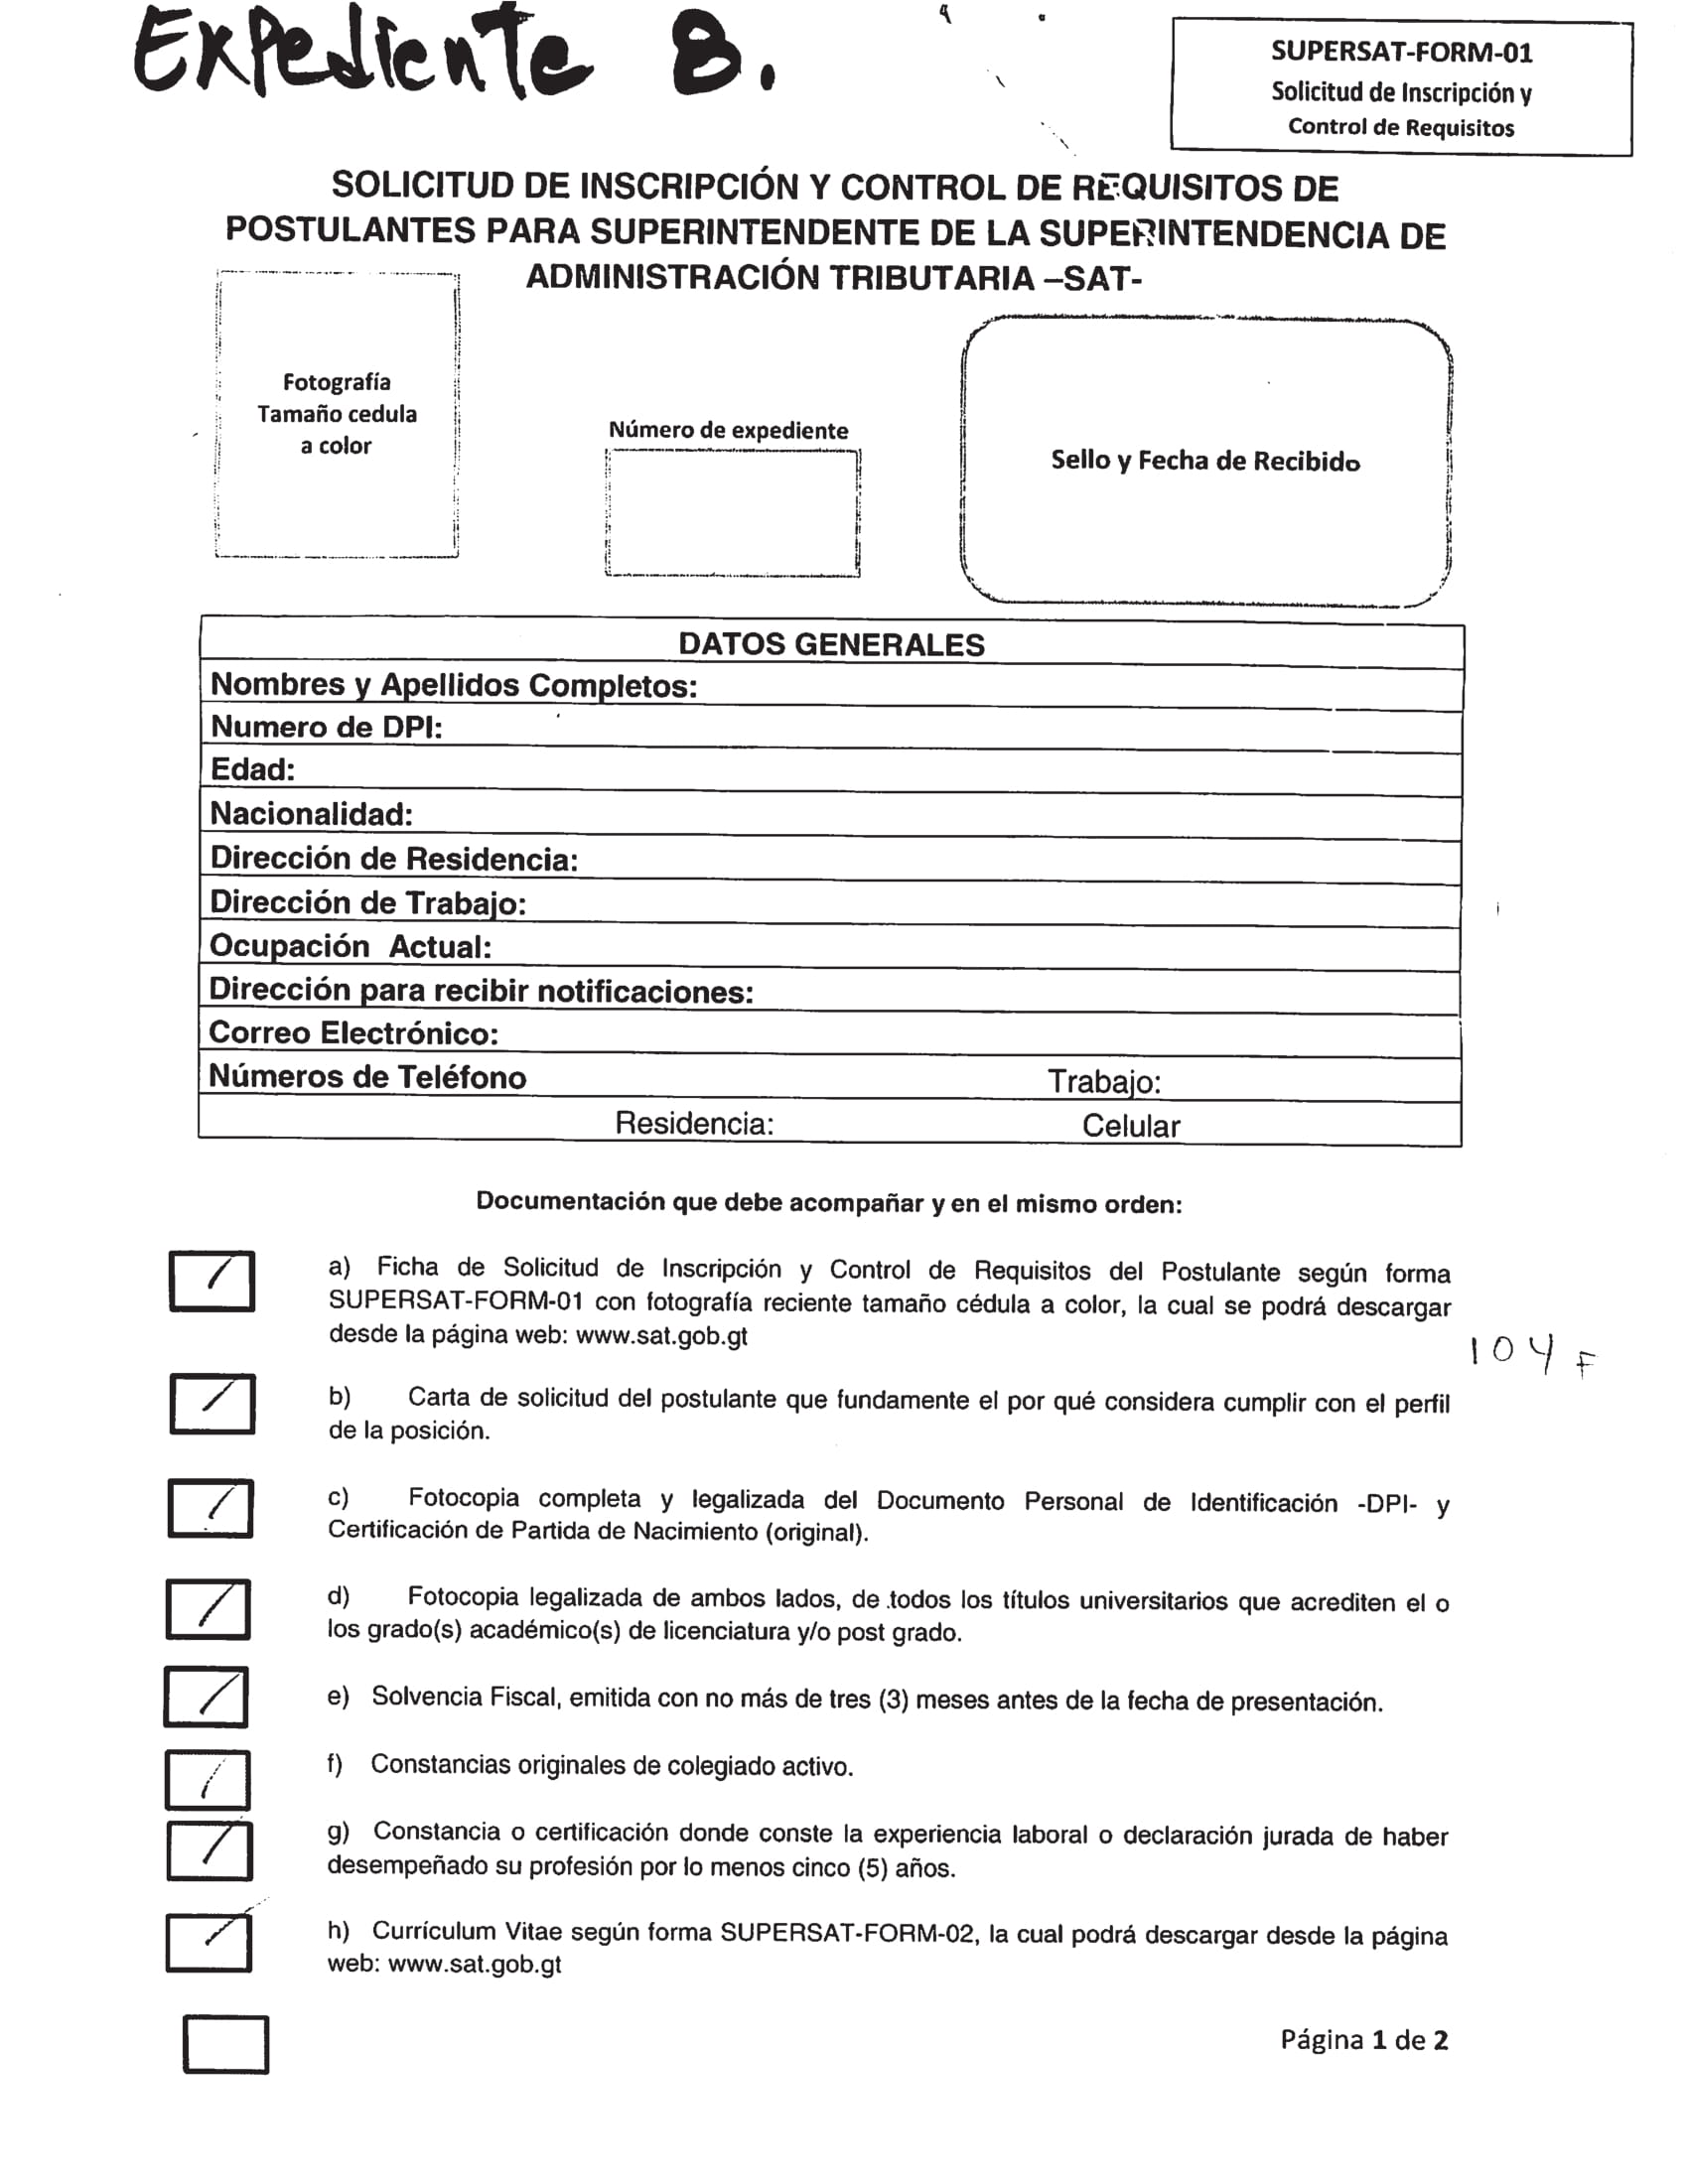 Expediente 8.
SUPERSAT-FORM-01
Solicitud de Inscripción y
Control de Requisitos
SOLICITUD DE INSCRIPCIÓN Y CONTROL DE REQUISITOS DE
POSTULANTES PARA SUPERINTENDENTE DE LA SUPERINTENDENCIA DE
ADMINISTRACIÓN TRIBUTARIA –SAT-
Fotografía
Tamaño cedula
a color
Número de expediente
Sello y Fecha de Recibido
DATOS GENERALES
Nombres y Apellidos Completos:
Numero de DPI:
Edad:
Nacionalidad:
Dirección de Residencia:
Dirección de Trabajo:
Ocupación Actual:
Dirección para recibir notificaciones:
Correo Electrónico:
Números de Teléfono Trabajo:
Residencia: Celular
Documentación que debe acompañar y en el mismo orden:
a) Ficha de Solicitud de Inscripción y Control de Requisitos del Postulante según forma
SUPERSAT-FORM-01 con fotografía reciente tamaño cédula a color, la cual se podrá descargar
desde la página web: www.sat.gob.gt
104 F
b) Carta de solicitud del postulante que fundamente el por qué considera cumplir con el perfil
de la posición.
c) Fotocopia completa y legalizada del Documento Personal de Identificación -DPI- y
Certificación de Partida de Nacimiento (original).
d) Fotocopia legalizada de ambos lados, de todos los títulos universitarios que acrediten el o
los grado(s) académico(s) de licenciatura y/o post grado.
e) Solvencia Fiscal, emitida con no más de tres (3) meses antes de la fecha de presentación.
f) Constancias originales de colegiado activo.
g) Constancia o certificación donde conste la experiencia laboral o declaración jurada de haber
desempeñado su profesión por lo menos cinco (5) años.
h) Currículum Vitae según forma SUPERSAT-FORM-02, la cual podrá descargar desde la página
web: www.sat.gob.gt
Página 1 de 2